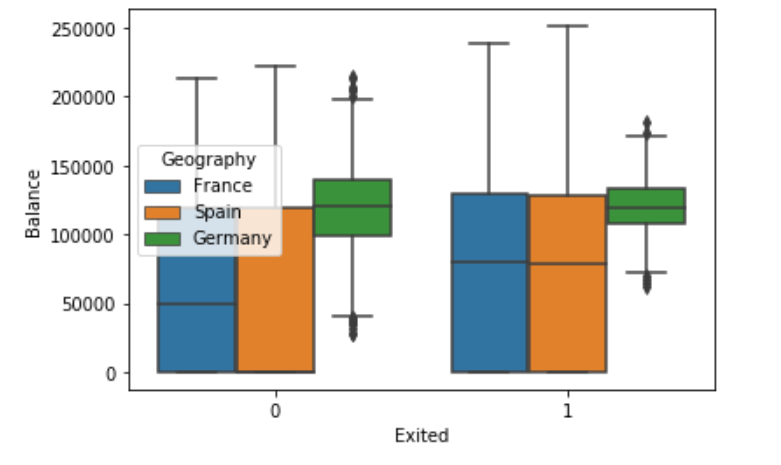 250000
200000
150000
100000
50000
0
Balance
Geography
France
Spain
Germany
0 1
Exited